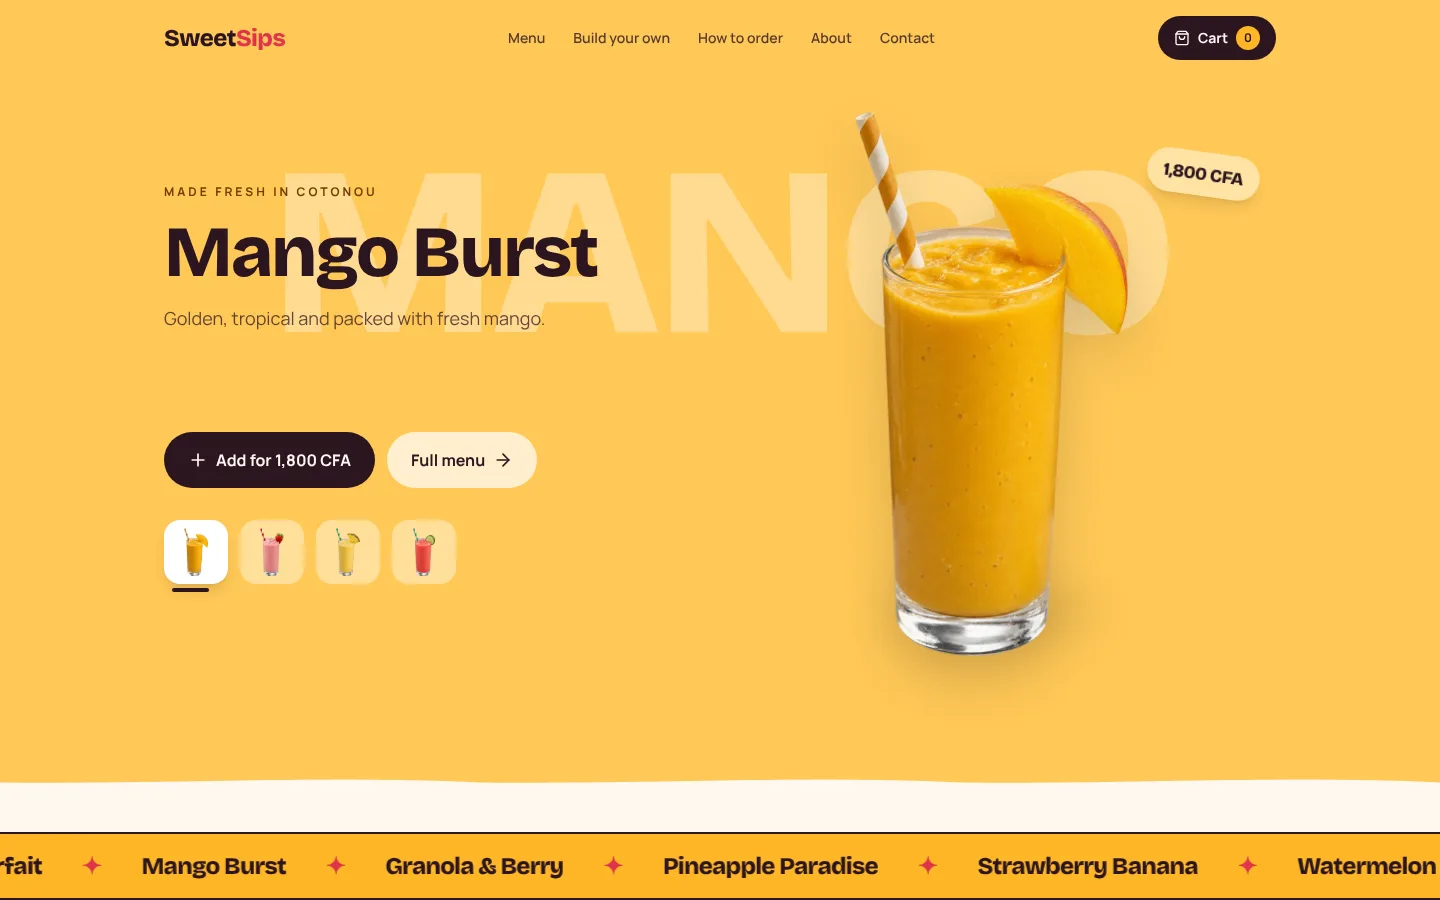 SweetSips
Menu
Build your own
How to order
About
Contact
Cart 0
MANGO
1,800 CFA
MADE FRESH IN COTONOU
Mango Burst
Golden, tropical and packed with fresh mango.
Add for 1,800 CFA
Full menu
rfait ✦ Mango Burst ✦ Granola & Berry ✦ Pineapple Paradise ✦ Strawberry Banana ✦ Watermelon